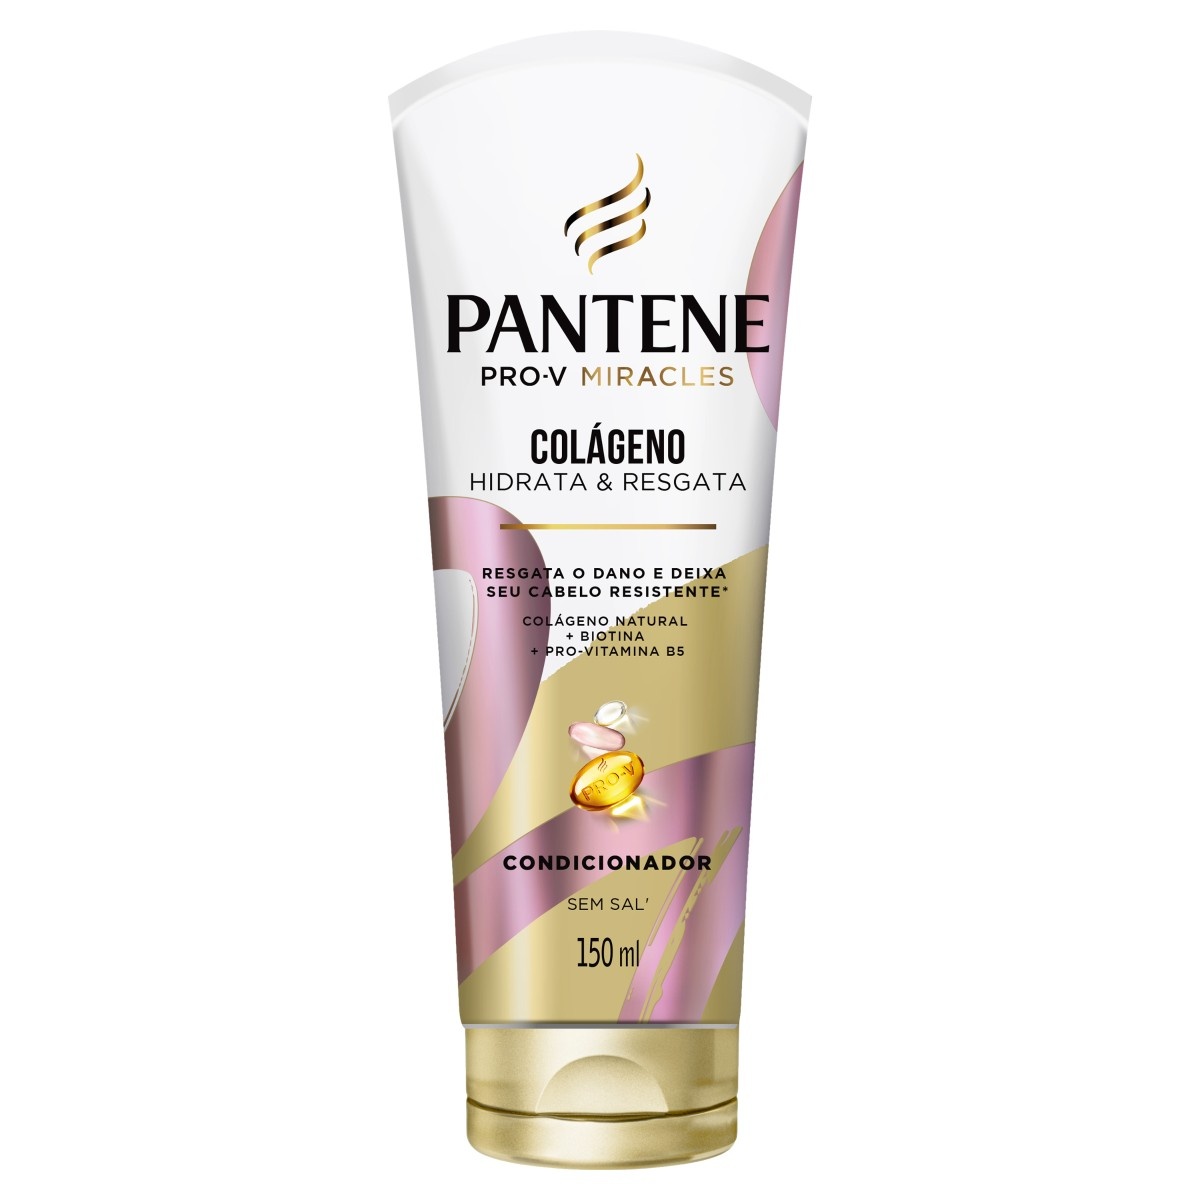 PANTENE
PRO-V MIRACLES
COLÁGENO
HIDRATA & RESGATA
RESGATA O DANO E DEIXA
SEU CABELO RESISTENTE*
COLÁGENO NATURAL
+ BIOTINA
+ PRO-VITAMINA B5
PRO-V
CONDICIONADOR
SEM SAL'
150 ml